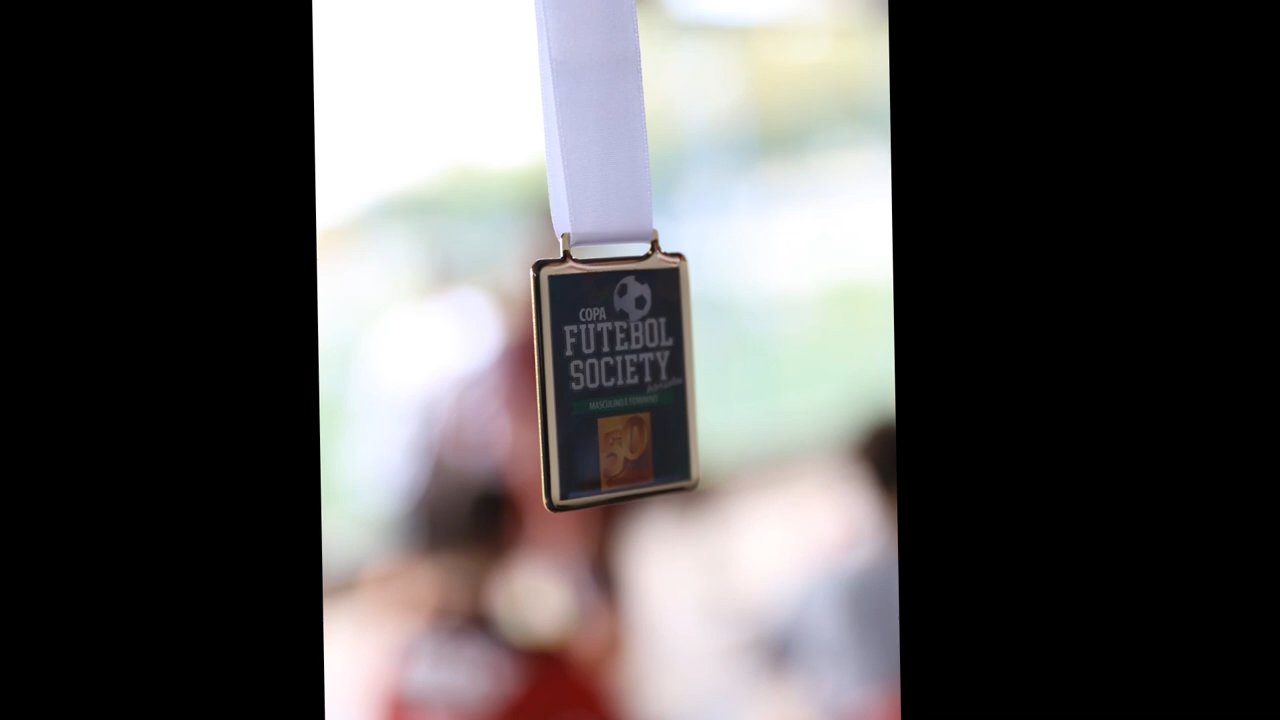 COPA
FUTEBOL
SOCIETY
MASCULINO E FEMININO
50